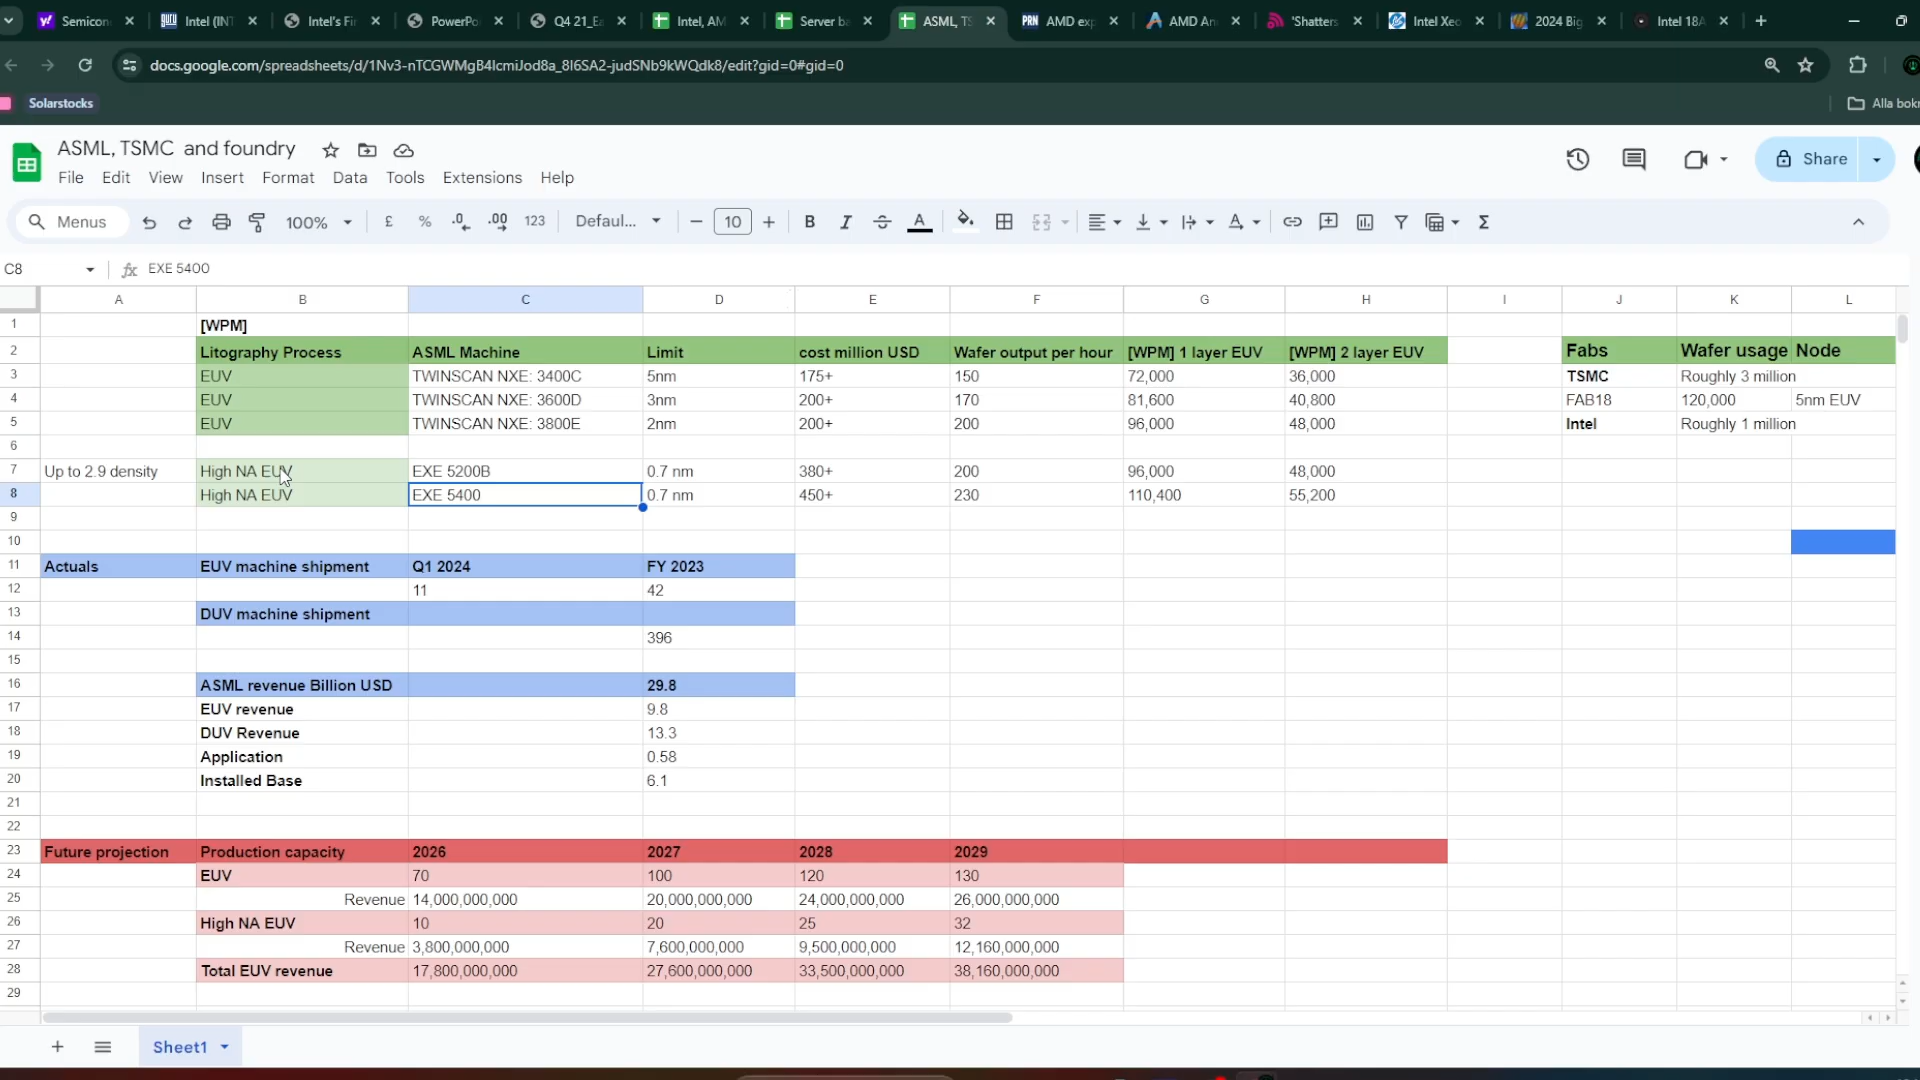 Semicon
Intel (INT
Intel's Fi
PowerPo
Q4 21_Ea
Intel, AM
Server ba
ASML, TS
PRN AMD exp
AMD An
'Shatters
Intel Xeo
2024 Big
Intel 18A
docs.google.com/spreadsheets/d/1Nv3-nTCGWMgB4IcmiJod8a_8I6SA2-judSNb9kWQdk8/edit?gid=0#gid=0
Solarstocks
Alla bokr
ASML, TSMC and foundry
File Edit View Insert Format Data Tools Extensions Help
Share
Menus 100% £ % .0 .00 123 Defaul... 10 B I A Σ
C8 fx EXE 5400
A B C D E F G H I J K L
1 [WPM]
2 Litography Process ASML Machine Limit cost million USD Wafer output per hour [WPM] 1 layer EUV [WPM] 2 layer EUV Fabs Wafer usage Node
3 EUV TWINSCAN NXE: 3400C 5nm 175+ 150 72,000 36,000 TSMC Roughly 3 million
4 EUV TWINSCAN NXE: 3600D 3nm 200+ 170 81,600 40,800 FAB18 120,000 5nm EUV
5 EUV TWINSCAN NXE: 3800E 2nm 200+ 200 96,000 48,000 Intel Roughly 1 million
6
7 Up to 2.9 density High NA EUV EXE 5200B 0.7 nm 380+ 200 96,000 48,000
8 High NA EUV EXE 5400 0.7 nm 450+ 230 110,400 55,200
9
10
11 Actuals EUV machine shipment Q1 2024 FY 2023
12 11 42
13 DUV machine shipment
14 396
15
16 ASML revenue Billion USD 29.8
17 EUV revenue 9.8
18 DUV Revenue 13.3
19 Application 0.58
20 Installed Base 6.1
21
22
23 Future projection Production capacity 2026 2027 2028 2029
24 EUV 70 100 120 130
25 Revenue 14,000,000,000 20,000,000,000 24,000,000,000 26,000,000,000
26 High NA EUV 10 20 25 32
27 Revenue 3,800,000,000 7,600,000,000 9,500,000,000 12,160,000,000
28 Total EUV revenue 17,800,000,000 27,600,000,000 33,500,000,000 38,160,000,000
29
Sheet1